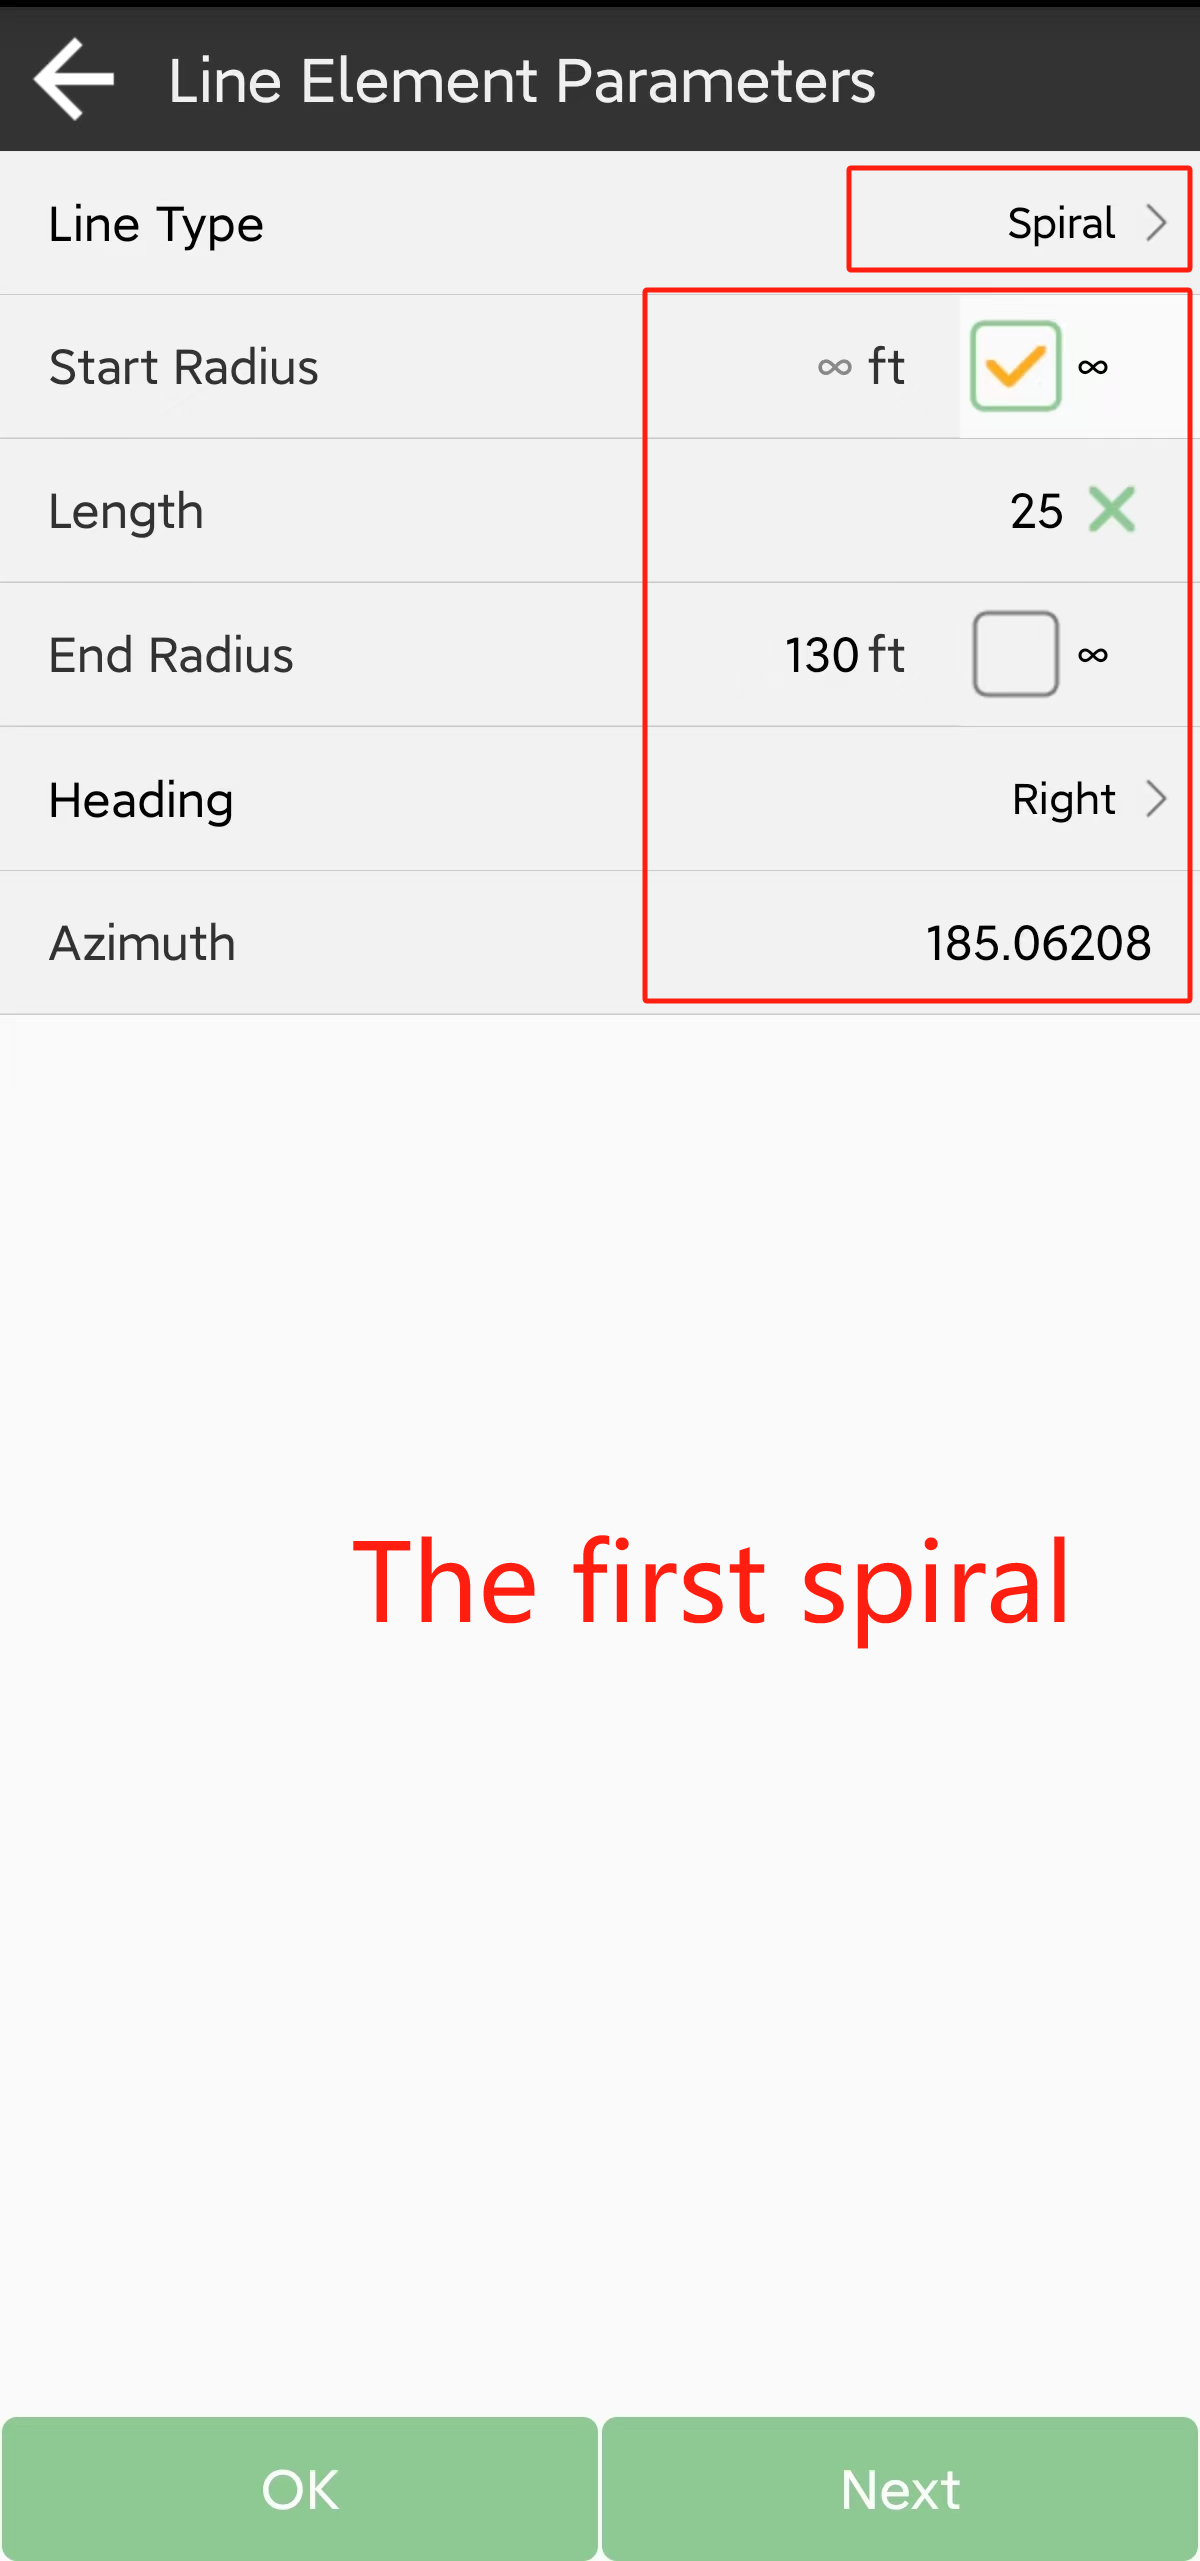 Line Element Parameters
Line Type Spiral
Start Radius ∞ ft ∞
Length 25
End Radius 130 ft ∞
Heading Right
Azimuth 185.06208
The first spiral
OK Next